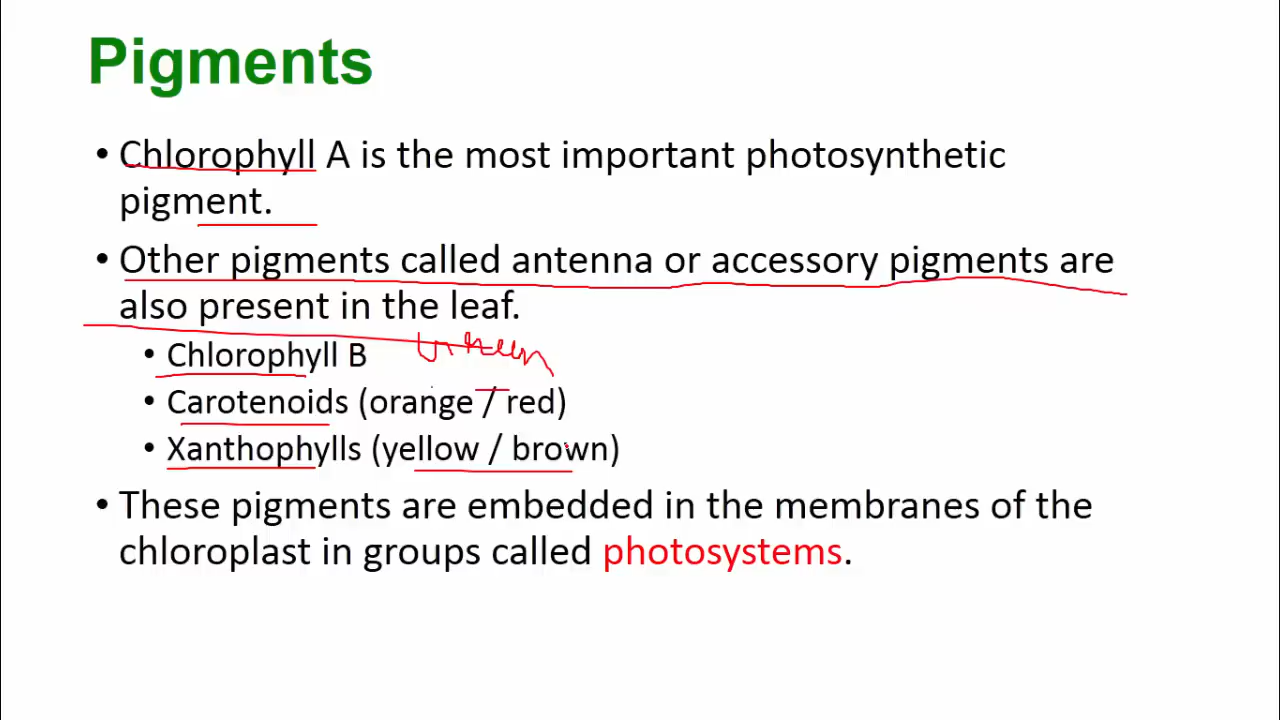 Pigments
• Chlorophyll A is the most important photosynthetic
pigment.
• Other pigments called antenna or accessory pigments are
also present in the leaf.
• Chlorophyll B
• Carotenoids (orange / red)
• Xanthophylls (yellow / brown)
• These pigments are embedded in the membranes of the
chloroplast in groups called photosystems.